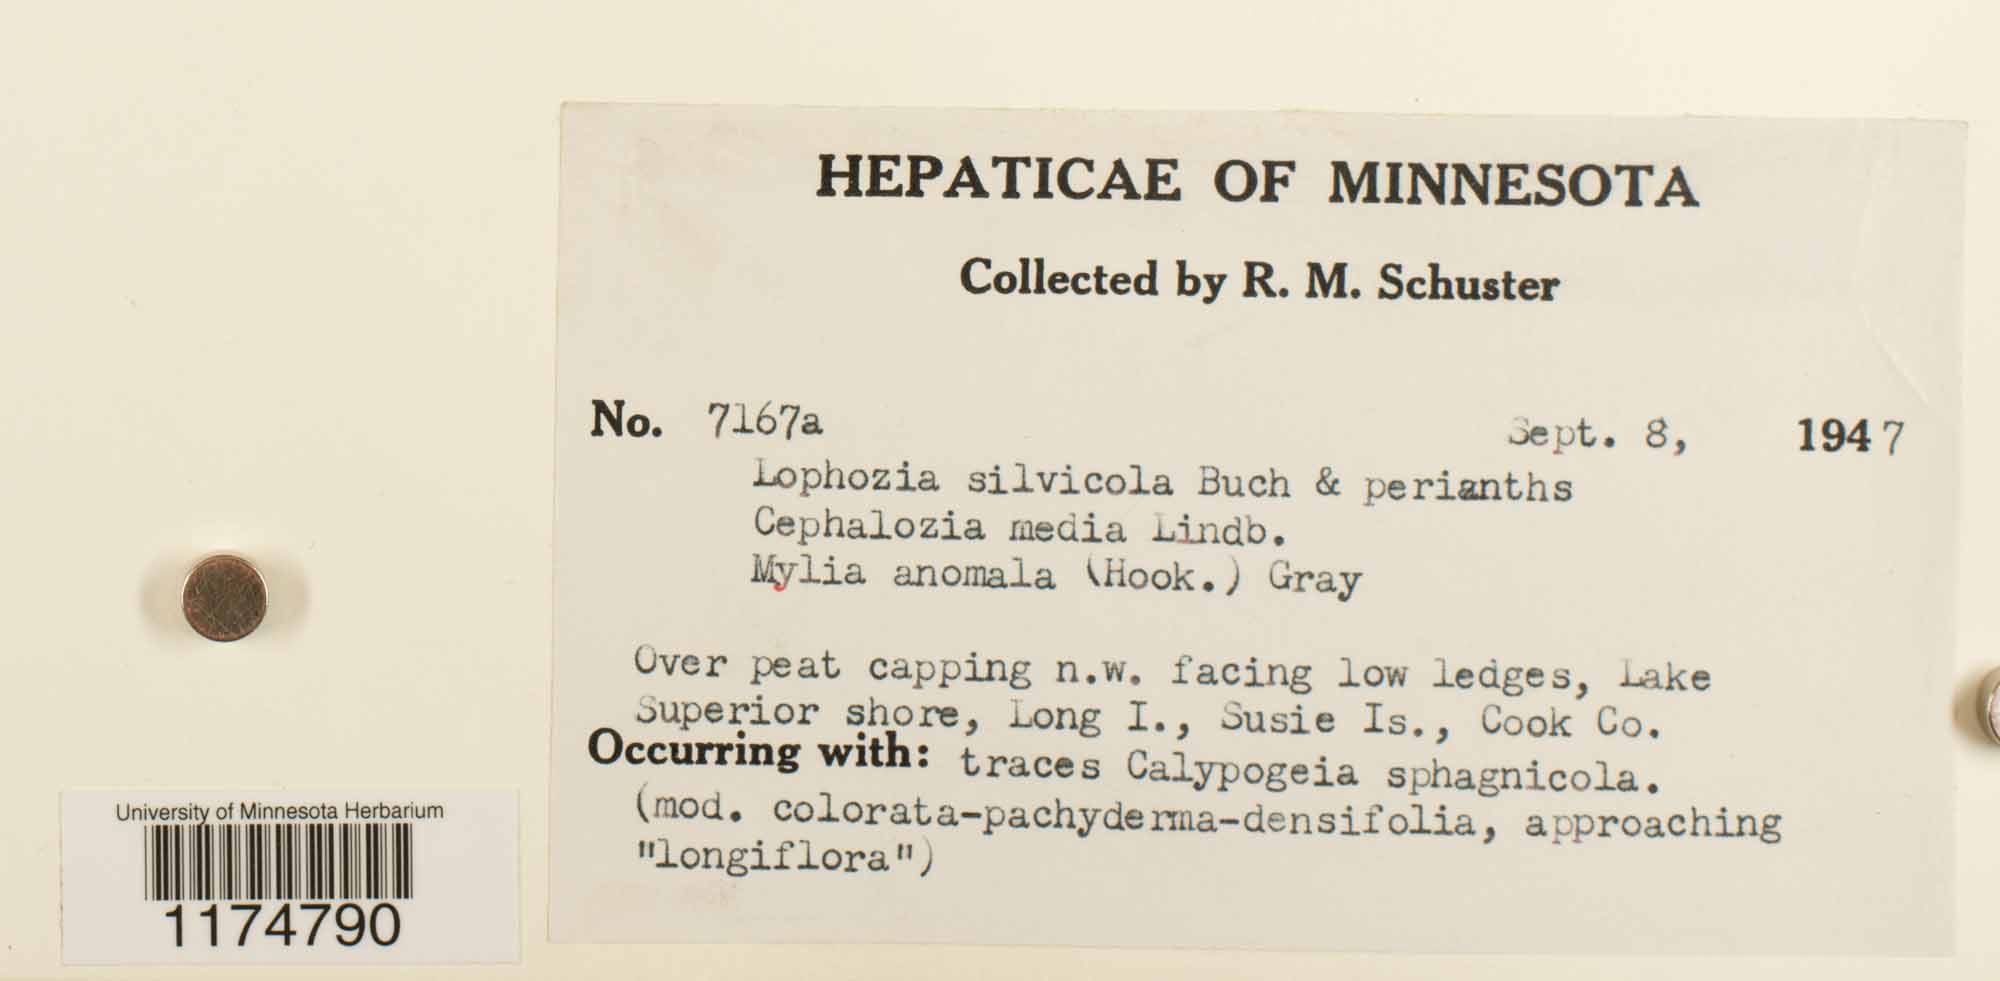 HEPATICAE OF MINNESOTA
Collected by R. M. Schuster
No. 7167a Sept. 8, 1947
Lophozia silvicola Buch & perianths
Cephalozia media Lindb.
Mylia anomala (Hook.) Gray
Over peat capping n.w. facing low ledges, Lake
Superior shore, Long I., Susie Is., Cook Co.
Occurring with: traces Calypogeia sphagnicola.
(mod. colorata-pachyderma-densifolia, approaching
"longiflora")
University of Minnesota Herbarium
1174790